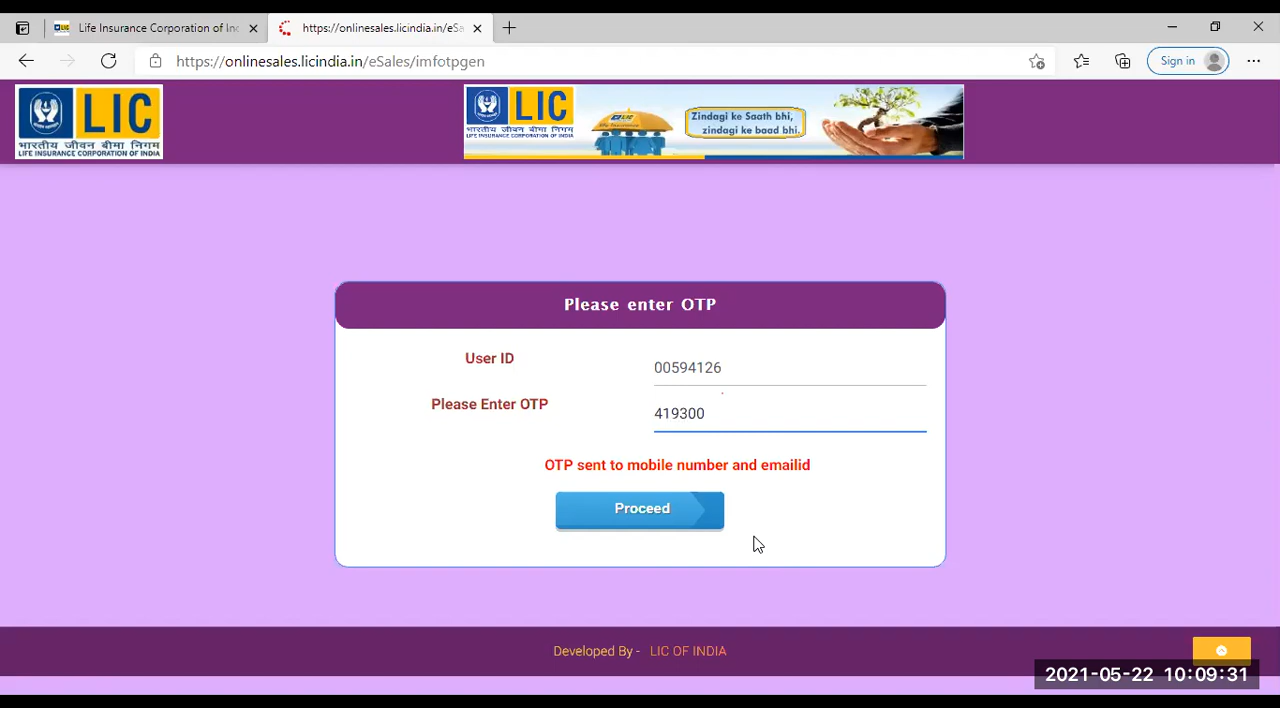 Life Insurance Corporation of Inc
https://onlinesales.licindia.in/eSa
https://onlinesales.licindia.in/eSales/imfotpgen
Sign in
LIC
भारतीय जीवन बीमा निगम
LIFE INSURANCE CORPORATION OF INDIA
LIC
भारतीय जीवन बीमा निगम
LIFE INSURANCE CORPORATION OF INDIA
Zindagi ke Saath bhi,
zindagi ke baad bhi.
Please enter OTP
User ID
00594126
Please Enter OTP
419300
OTP sent to mobile number and emailid
Proceed
Developed By - LIC OF INDIA
2021-05-22 10:09:31